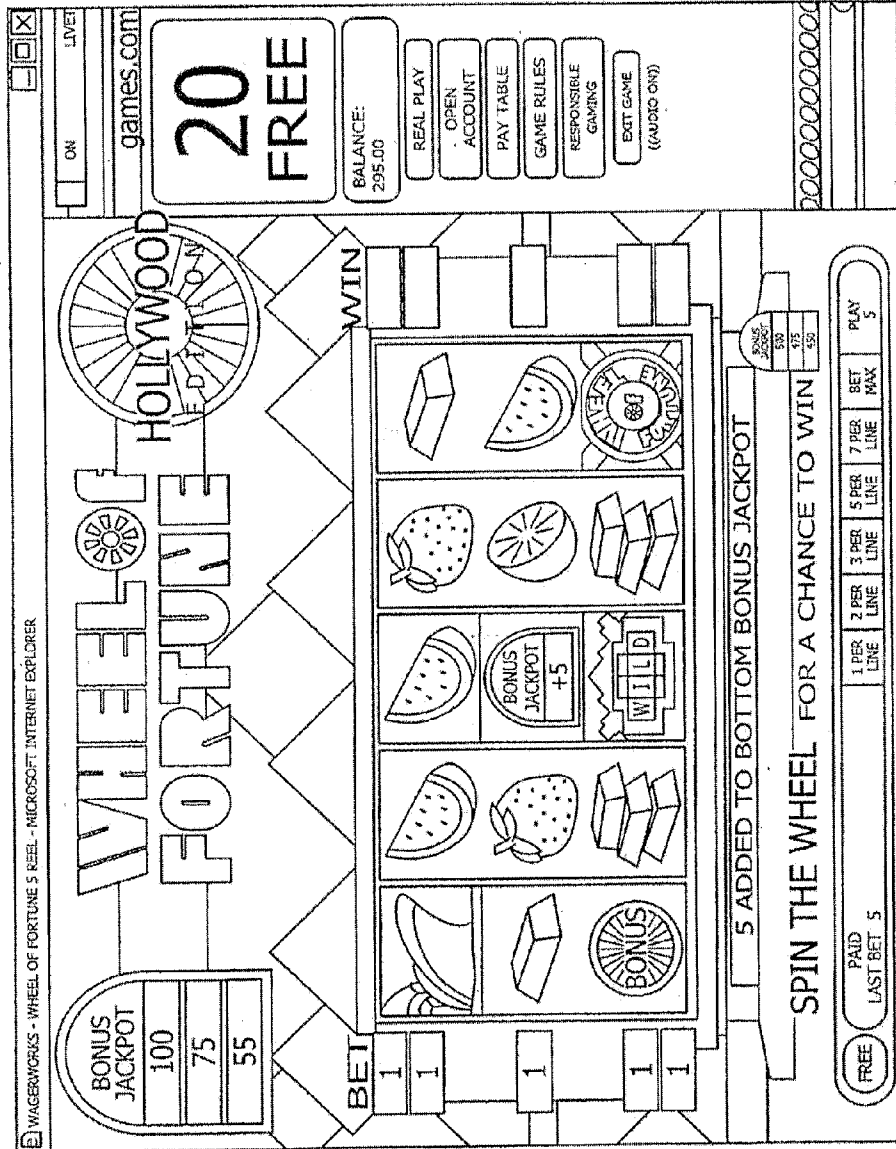 WAGERWORKS - WHEEL OF FORTUNE 5 REEL - MICROSOFT INTERNET EXPLORER
ON
LIVE!
games.com
BONUS
JACKPOT
100
75
55
WHEEL OF
FORTUNE
HOLLYWOOD
EDITION
20
FREE
BALANCE:
295.00
REAL PLAY
OPEN
ACCOUNT
PAY TABLE
GAME RULES
RESPONSIBLE
GAMING
EXIT GAME
((AUDIO ON))
BET
WIN
1
1
1
1
1
BONUS
JACKPOT
+5
BONUS
WILD
WHEEL OF FORTUNE
5 ADDED TO BOTTOM BONUS JACKPOT
SPIN THE WHEEL FOR A CHANCE TO WIN
BONUS
JACKPOT
500
475
450
FREE
PAID
LAST BET 5
1 PER
LINE
2 PER
LINE
3 PER
LINE
5 PER
LINE
7 PER
LINE
BET
MAX
PLAY
5